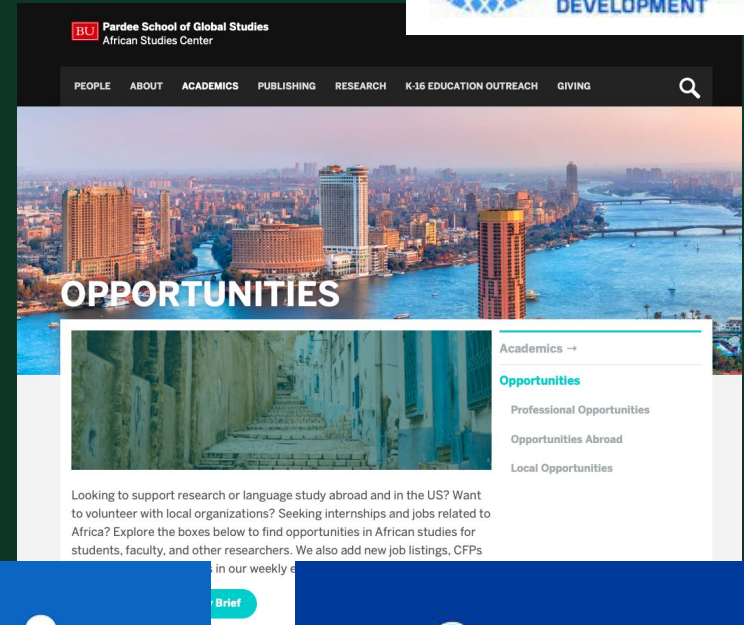 DEVELOPMENT
BU Pardee School of Global Studies
African Studies Center
PEOPLE ABOUT ACADEMICS PUBLISHING RESEARCH K-16 EDUCATION OUTREACH GIVING
OPPORTUNITIES
Academics →
Opportunities
Professional Opportunities
Opportunities Abroad
Local Opportunities
Looking to support research or language study abroad and in the US? Want
to volunteer with local organizations? Seeking internships and jobs related to
Africa? Explore the boxes below to find opportunities in African studies for
students, faculty, and other researchers. We also add new job listings, CFPs
in our weekly e
Brief